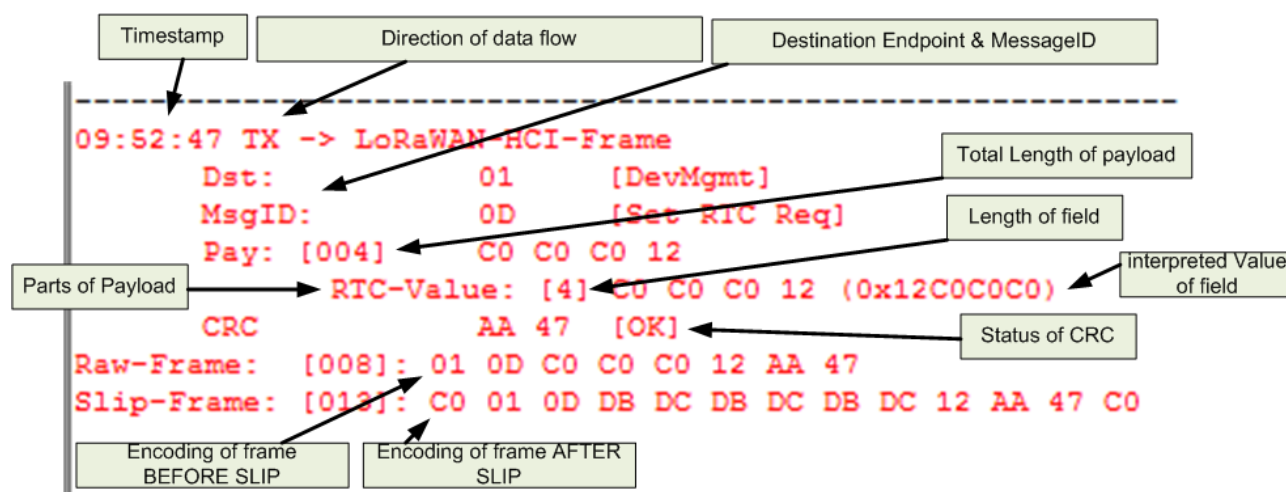 Timestamp
Direction of data flow
Destination Endpoint & MessageID
09:52:47 TX -> LoRaWAN-HCI-Frame
Total Length of payload
Dst: 01 [DevMgmt]
MsgID: 0D [Set RTC Req]
Length of field
Pay: [004] C0 C0 C0 12
Parts of Payload
RTC-Value: [4] C0 C0 C0 12 (0x12C0C0C0)
interpreted Value
of field
CRC AA 47 [OK]
Status of CRC
Raw-Frame: [008]: 01 0D C0 C0 C0 12 AA 47
Slip-Frame: [013]: C0 01 0D DB DC DB DC DB DC 12 AA 47 C0
Encoding of frame
BEFORE SLIP
Encoding of frame AFTER
SLIP